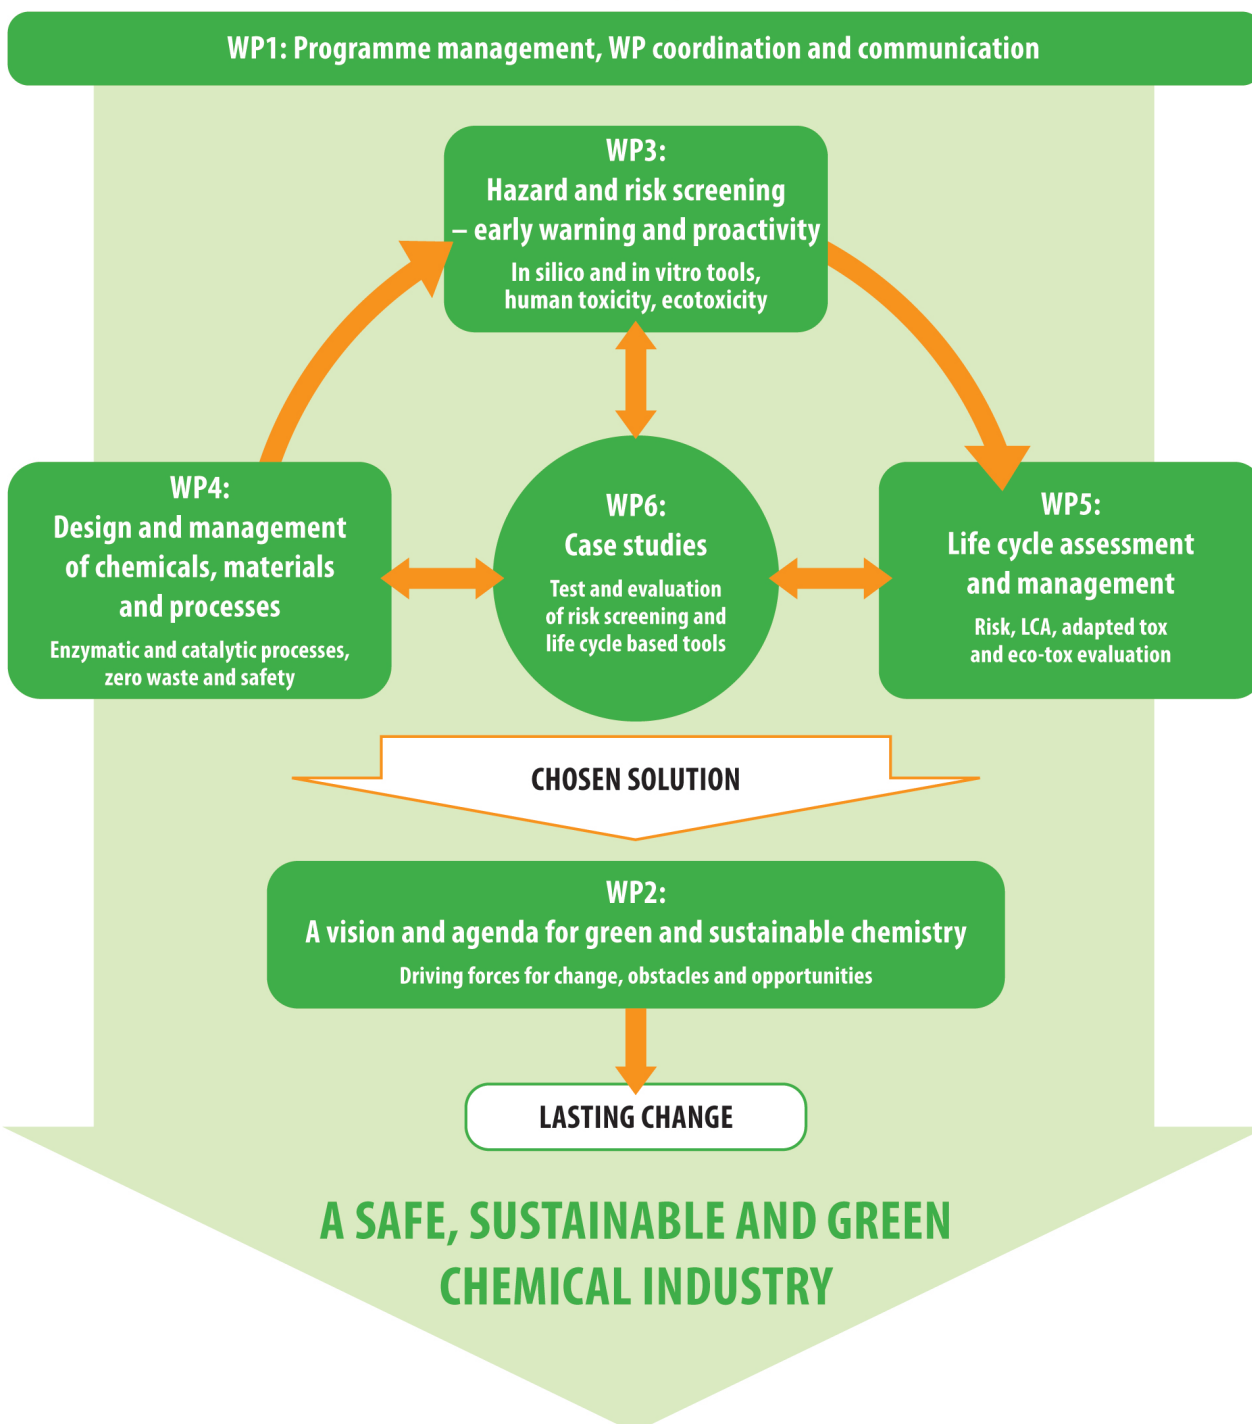 WP1: Programme management, WP coordination and communication
WP3:
Hazard and risk screening
– early warning and proactivity
In silico and in vitro tools,
human toxicity, ecotoxicity
WP4:
Design and management
of chemicals, materials
and processes
Enzymatic and catalytic processes,
zero waste and safety
WP6:
Case studies
Test and evaluation
of risk screening and
life cycle based tools
WP5:
Life cycle assessment
and management
Risk, LCA, adapted tox
and eco-tox evaluation
CHOSEN SOLUTION
WP2:
A vision and agenda for green and sustainable chemistry
Driving forces for change, obstacles and opportunities
LASTING CHANGE
A SAFE, SUSTAINABLE AND GREEN
CHEMICAL INDUSTRY